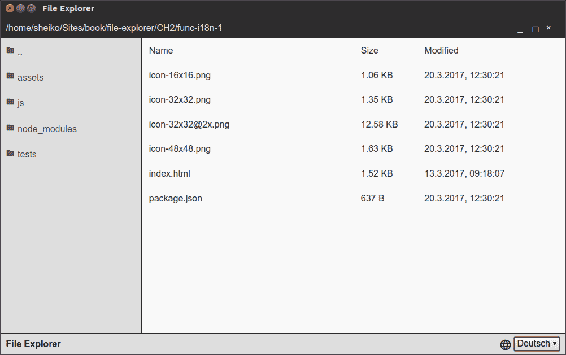 File Explorer
/home/sheiko/Sites/book/file-explorer/CH2/func-i18n-1
..
assets
js
node_modules
tests
Name Size Modified
icon-16x16.png 1.06 KB 20.3.2017, 12:30:21
icon-32x32.png 1.35 KB 20.3.2017, 12:30:21
icon-32x32@2x.png 12.58 KB 20.3.2017, 12:30:21
icon-48x48.png 1.63 KB 20.3.2017, 12:30:21
index.html 1.52 KB 13.3.2017, 09:18:07
package.json 637 B 20.3.2017, 12:30:21
File Explorer
Deutsch